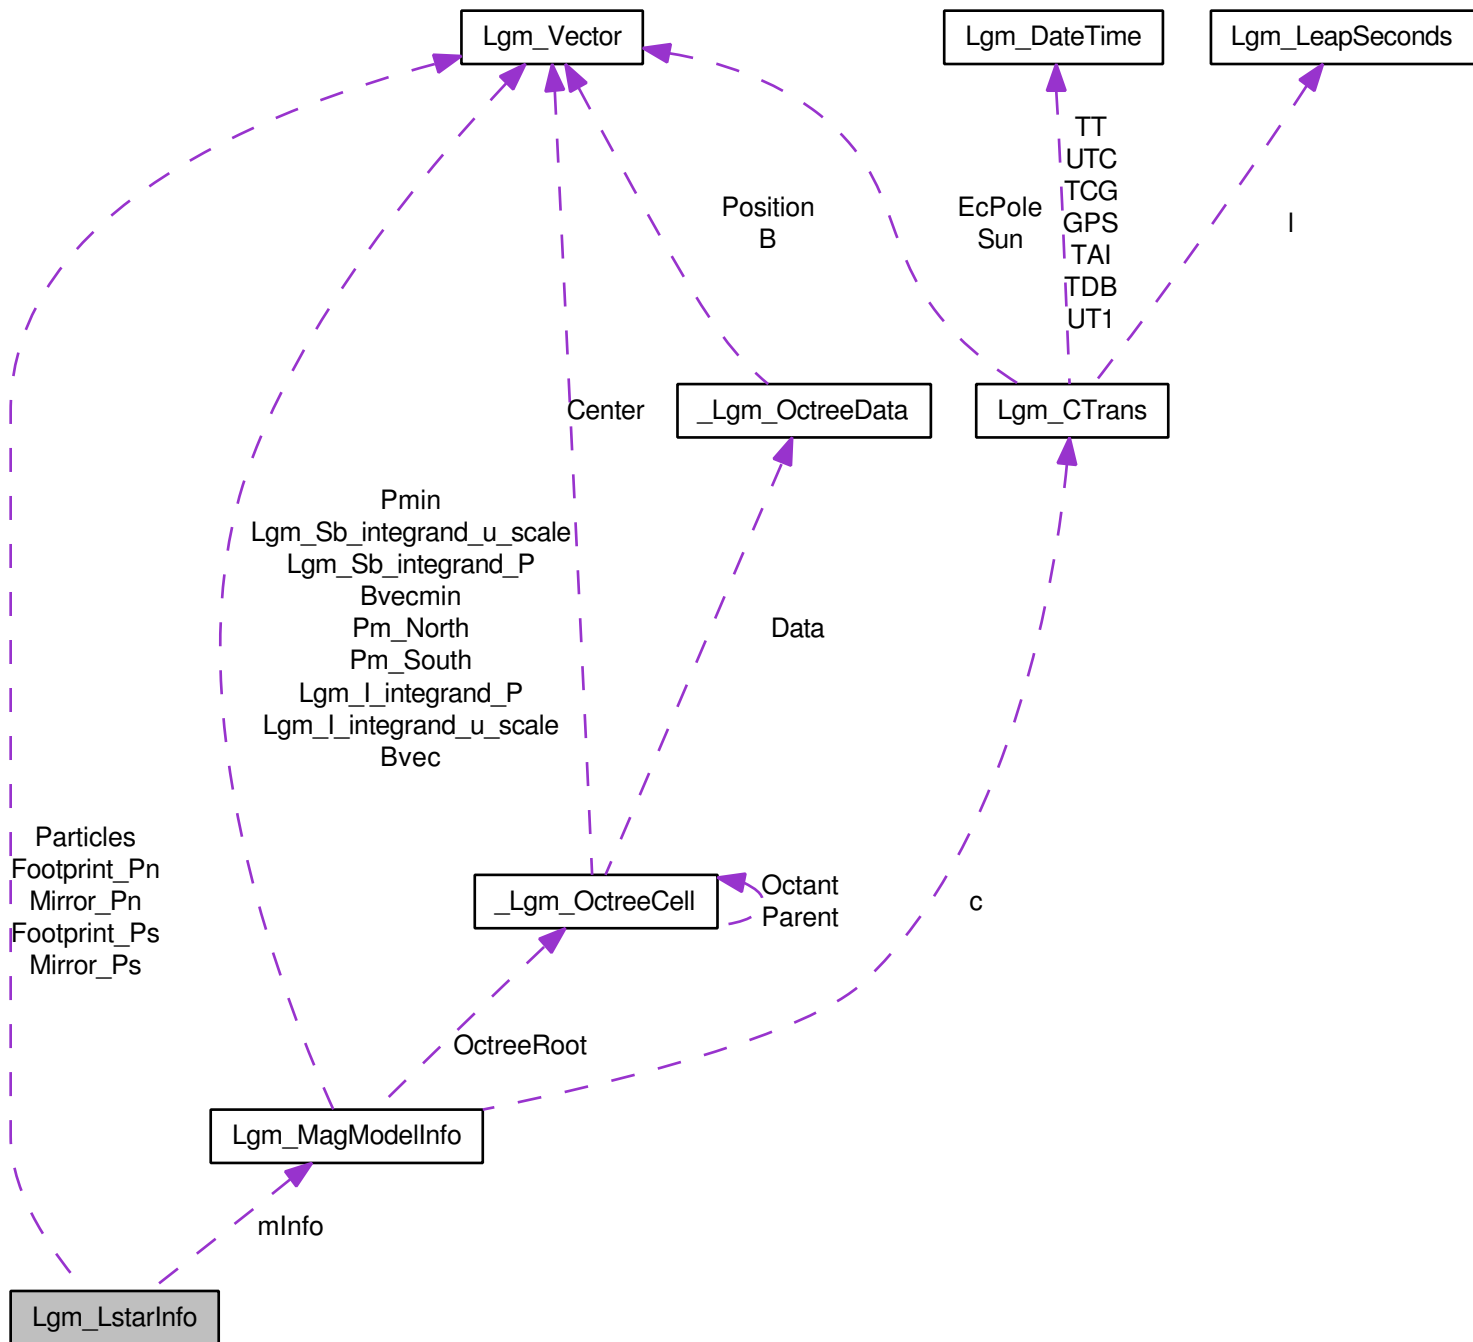 Lgm_Vector
Lgm_DateTime
Lgm_LeapSeconds
TT
UTC
TCG
GPS
TAI
TDB
UT1
Position
B
EcPole
Sun
l
Center
_Lgm_OctreeData
Lgm_CTrans
Pmin
Lgm_Sb_integrand_u_scale
Lgm_Sb_integrand_P
Bvecmin
Pm_North
Pm_South
Lgm_I_integrand_P
Lgm_I_integrand_u_scale
Bvec
Data
Particles
Footprint_Pn
Mirror_Pn
Footprint_Ps
Mirror_Ps
_Lgm_OctreeCell
Octant
Parent
c
OctreeRoot
Lgm_MagModelInfo
mInfo
Lgm_LstarInfo